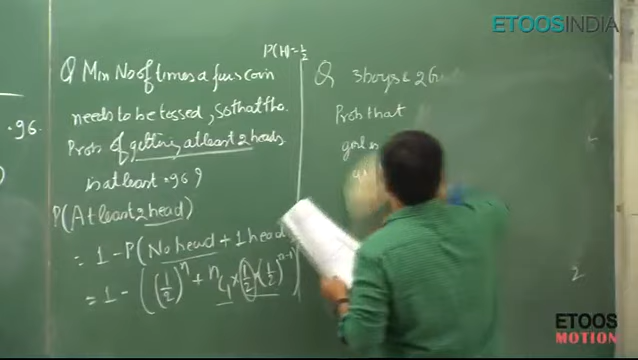 ETOOSINDIA
P(H)=1/2
Q Min No of times a fair coin
needs to be tossed, So that the
Prob of getting atleast 2 heads
is atleast .96?
P(Atleast 2 head)
= 1 - P(No head + 1 head
= 1 - ((1/2)^n + nC1 × (1/2) × (1/2)^n-1)
.96
Q 3 boys & 2
Prob that
2
ETOOS
MOTION